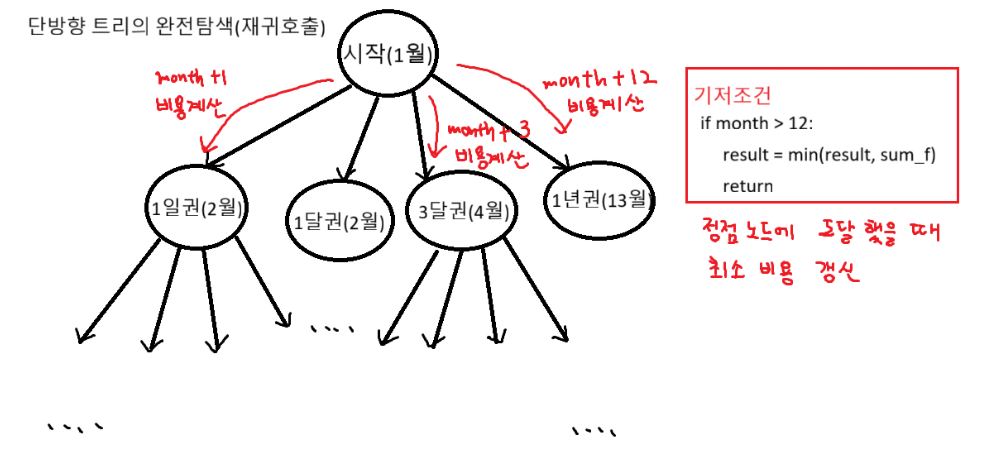 단방향 트리의 완전탐색(재귀호출)
시작(1월)
month +1
비용계산
month + 3
비용계산
month + 12
비용계산
1일권(2월)
1달권(2월)
3달권(4월)
1년권(13월)
기저조건
if month > 12:
result = min(result, sum_f)
return
정점 노드에 도달 했을 때
최소 비용 갱신